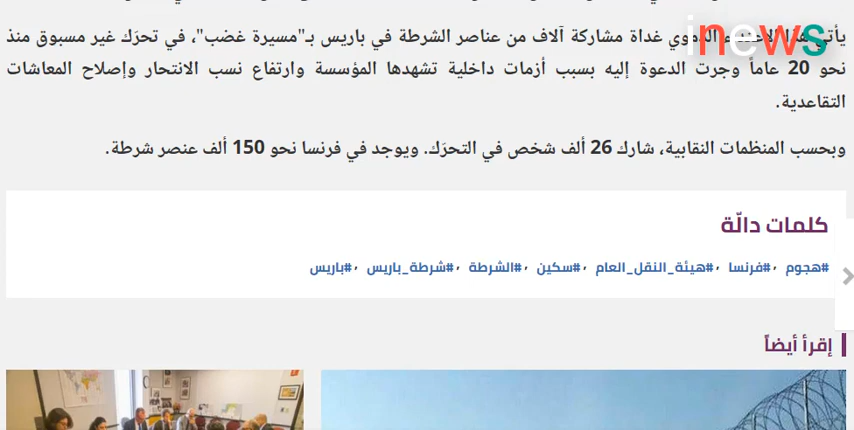 inews
يأتي هذا الاعتداء الدموي غداة مشاركة آلاف من عناصر الشرطة في باريس بـ"مسيرة غضب"، في تحرّك غير مسبوق منذ
نحو 20 عاماً وجرت الدعوة إليه بسبب أزمات داخلية تشهدها المؤسسة وارتفاع نسب الانتحار وإصلاح المعاشات
التقاعدية.
وبحسب المنظمات النقابية، شارك 26 ألف شخص في التحرّك. ويوجد في فرنسا نحو 150 ألف عنصر شرطة.
كلمات دالّة
#هجوم ، #فرنسا ، #هيئة_النقل_العام ، #سكين ، #الشرطة ، #شرطة_باريس ، #باريس
إقرأ أيضاً